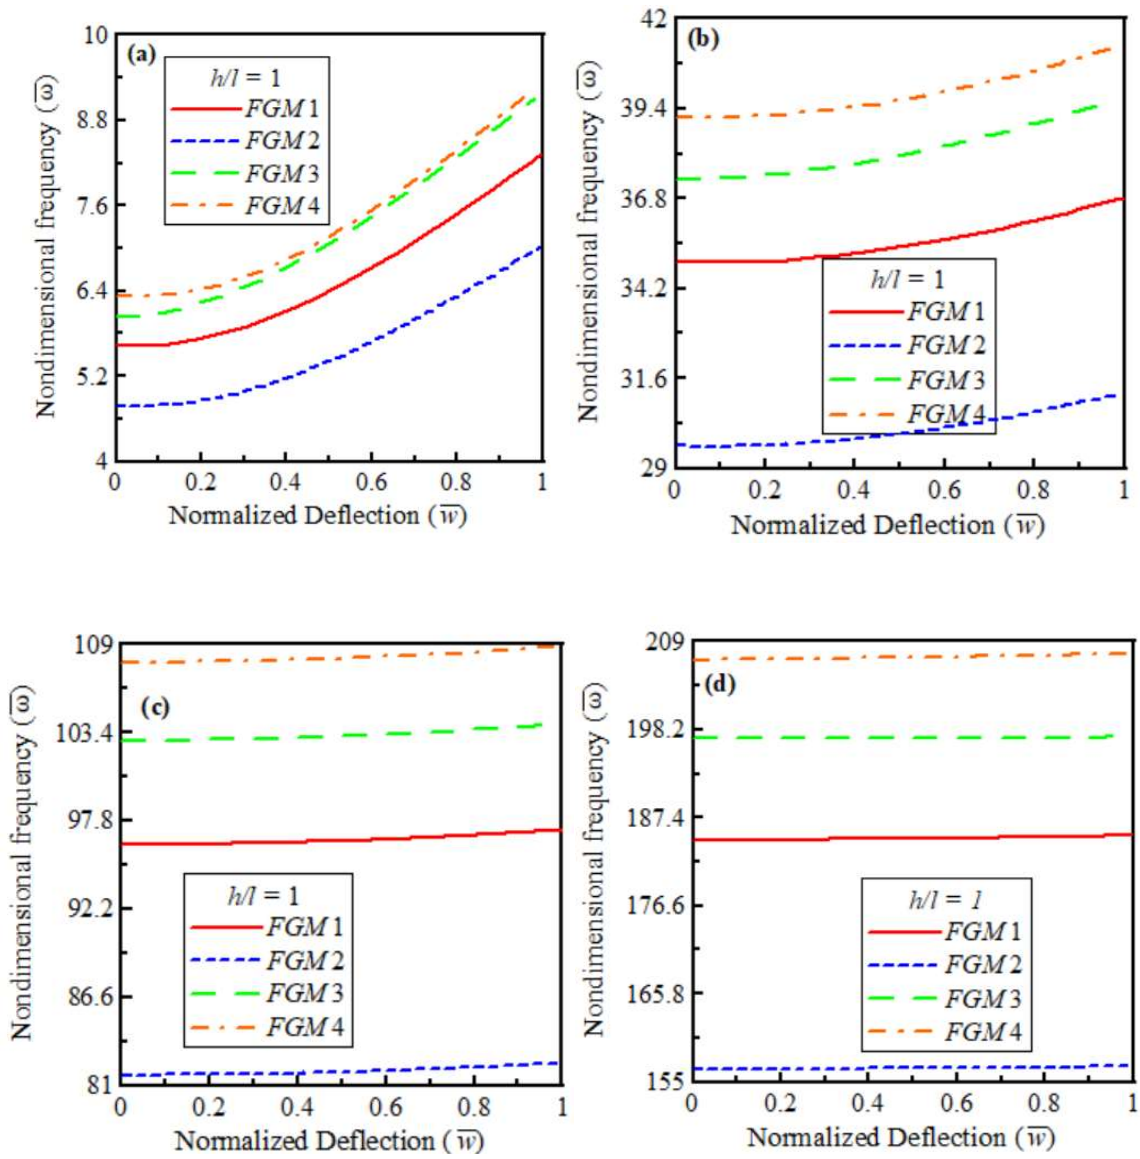 (a)
Nondimensional frequency (ω̅)
10
8.8
7.6
6.4
5.2
4
h/l = 1
FGM 1
FGM 2
FGM 3
FGM 4
0 0.2 0.4 0.6 0.8 1
Normalized Deflection (w̅)
(b)
Nondimensional frequency (ω̅)
42
39.4
36.8
34.2
31.6
29
h/l = 1
FGM 1
FGM 2
FGM 3
FGM 4
0 0.2 0.4 0.6 0.8 1
Normalized Deflection (w̅)
(c)
Nondimensional frequency (ω̅)
109
103.4
97.8
92.2
86.6
81
h/l = 1
FGM 1
FGM 2
FGM 3
FGM 4
0 0.2 0.4 0.6 0.8 1
Normalized Deflection (w̅)
(d)
Nondimensional frequency (ω̅)
209
198.2
187.4
176.6
165.8
155
h/l = 1
FGM 1
FGM 2
FGM 3
FGM 4
0 0.2 0.4 0.6 0.8 1
Normalized Deflection (w̅)